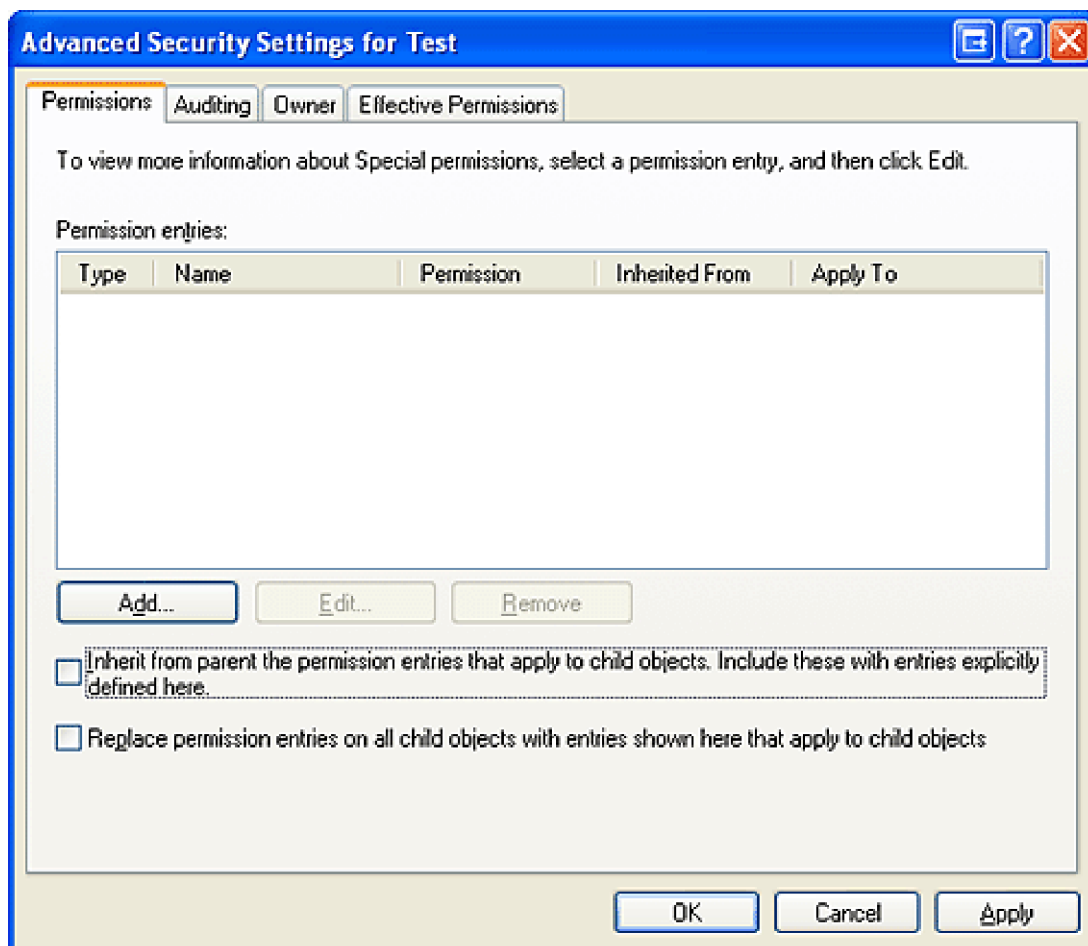 Advanced Security Settings for Test
Permissions Auditing Owner Effective Permissions
To view more information about Special permissions, select a permission entry, and then click Edit.
Permission entries:
Type Name Permission Inherited From Apply To
Add... Edit... Remove
Inherit from parent the permission entries that apply to child objects. Include these with entries explicitly
defined here.
Replace permission entries on all child objects with entries shown here that apply to child objects
OK Cancel Apply